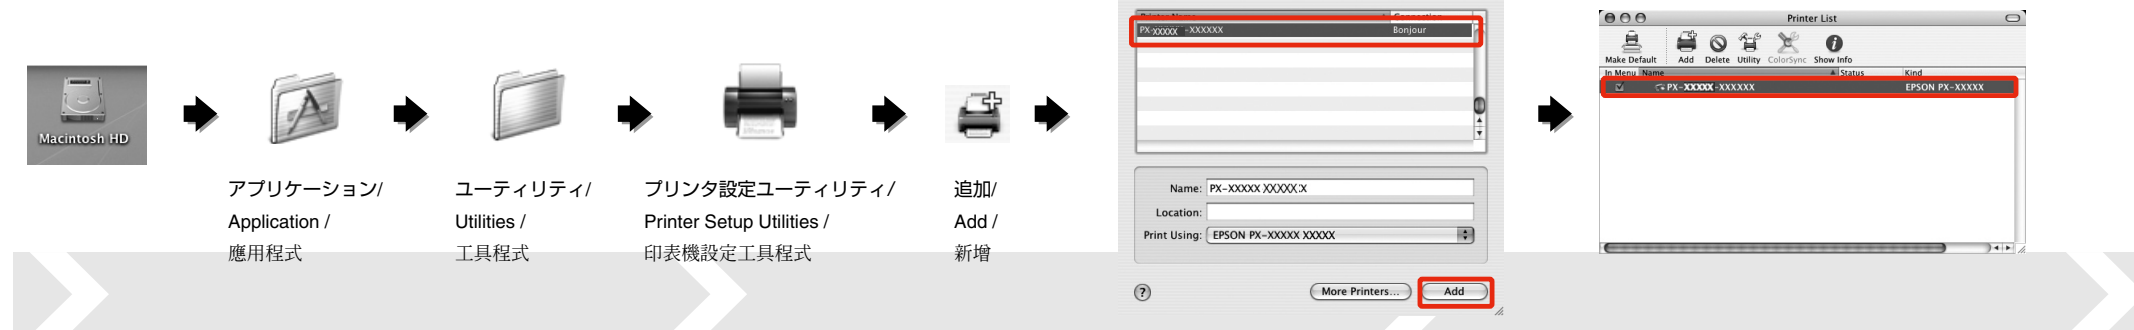 Macintosh HD
アプリケーション/
Application /
應用程式
ユーティリティ/
Utilities /
工具程式
プリンタ設定ユーティリティ/
Printer Setup Utilities /
印表機設定工具程式
追加/
Add /
新增
Printer Name Connection
PX-XXXXX -XXXXXX Bonjour
Name: PX-XXXXX XXXXX:X
Location:
Print Using: EPSON PX-XXXXX XXXXX
? More Printers... Add
Printer List
Make Default Add Delete Utility ColorSync Show Info
In Menu Name Status Kind
PX-XXXXX-XXXXXX EPSON PX-XXXXX